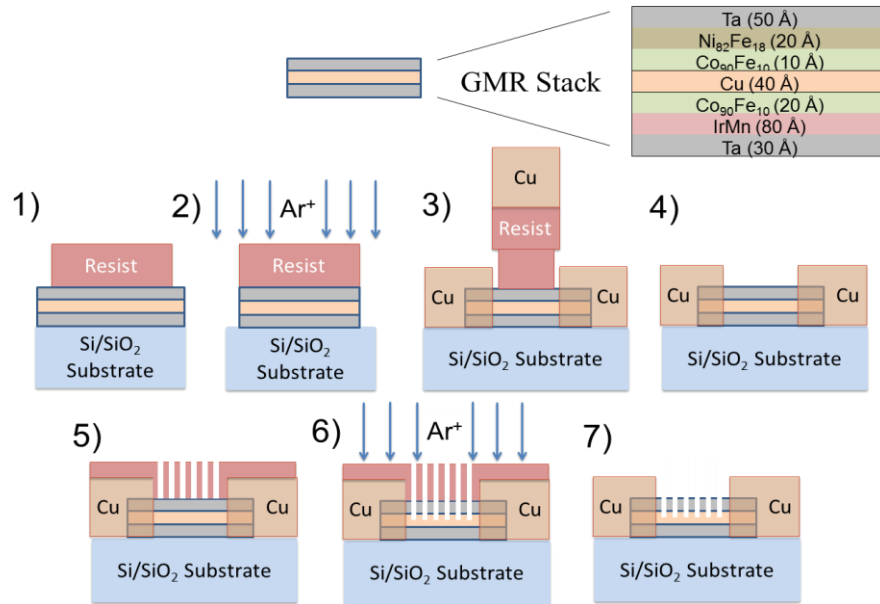 GMR Stack
Ta (50 Å)
Ni₈₂Fe₁₈ (20 Å)
Co₉₀Fe₁₀ (10 Å)
Cu (40 Å)
Co₉₀Fe₁₀ (20 Å)
IrMn (80 Å)
Ta (30 Å)
1)
Resist
Si/SiO₂
Substrate
2)
Ar⁺
Resist
Si/SiO₂
Substrate
3)
Cu
Resist
Cu
Cu
Si/SiO₂ Substrate
4)
Cu
Cu
Si/SiO₂ Substrate
5)
Cu
Cu
Si/SiO₂ Substrate
6)
Ar⁺
Cu
Cu
Si/SiO₂ Substrate
7)
Cu
Cu
Si/SiO₂ Substrate